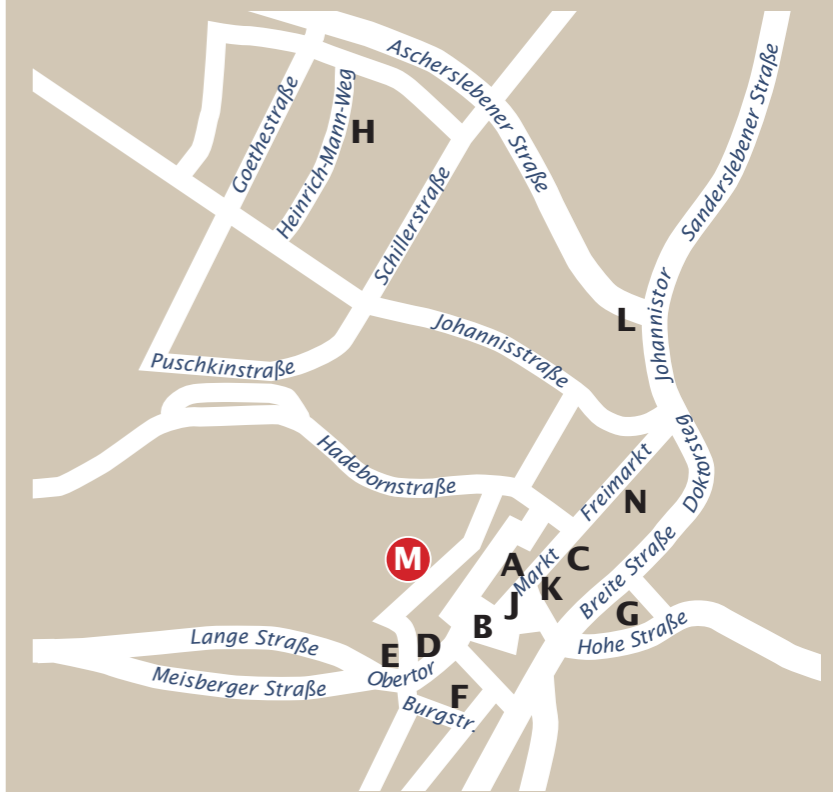 Ascherslebener Straße
Sanderslebener Straße
Goethestraße
Heinrich-Mann-Weg
H
Schillerstraße
L
Johannistor
Johannisstraße
Puschkinstraße
Hadebornstraße
Freimarkt
Doktorsteg
N
M
A
Markt
C
K
J
Breite Straße
G
B
Hohe Straße
Lange Straße
E
D
Obertor
Meisberger Straße
F
Burgstr.